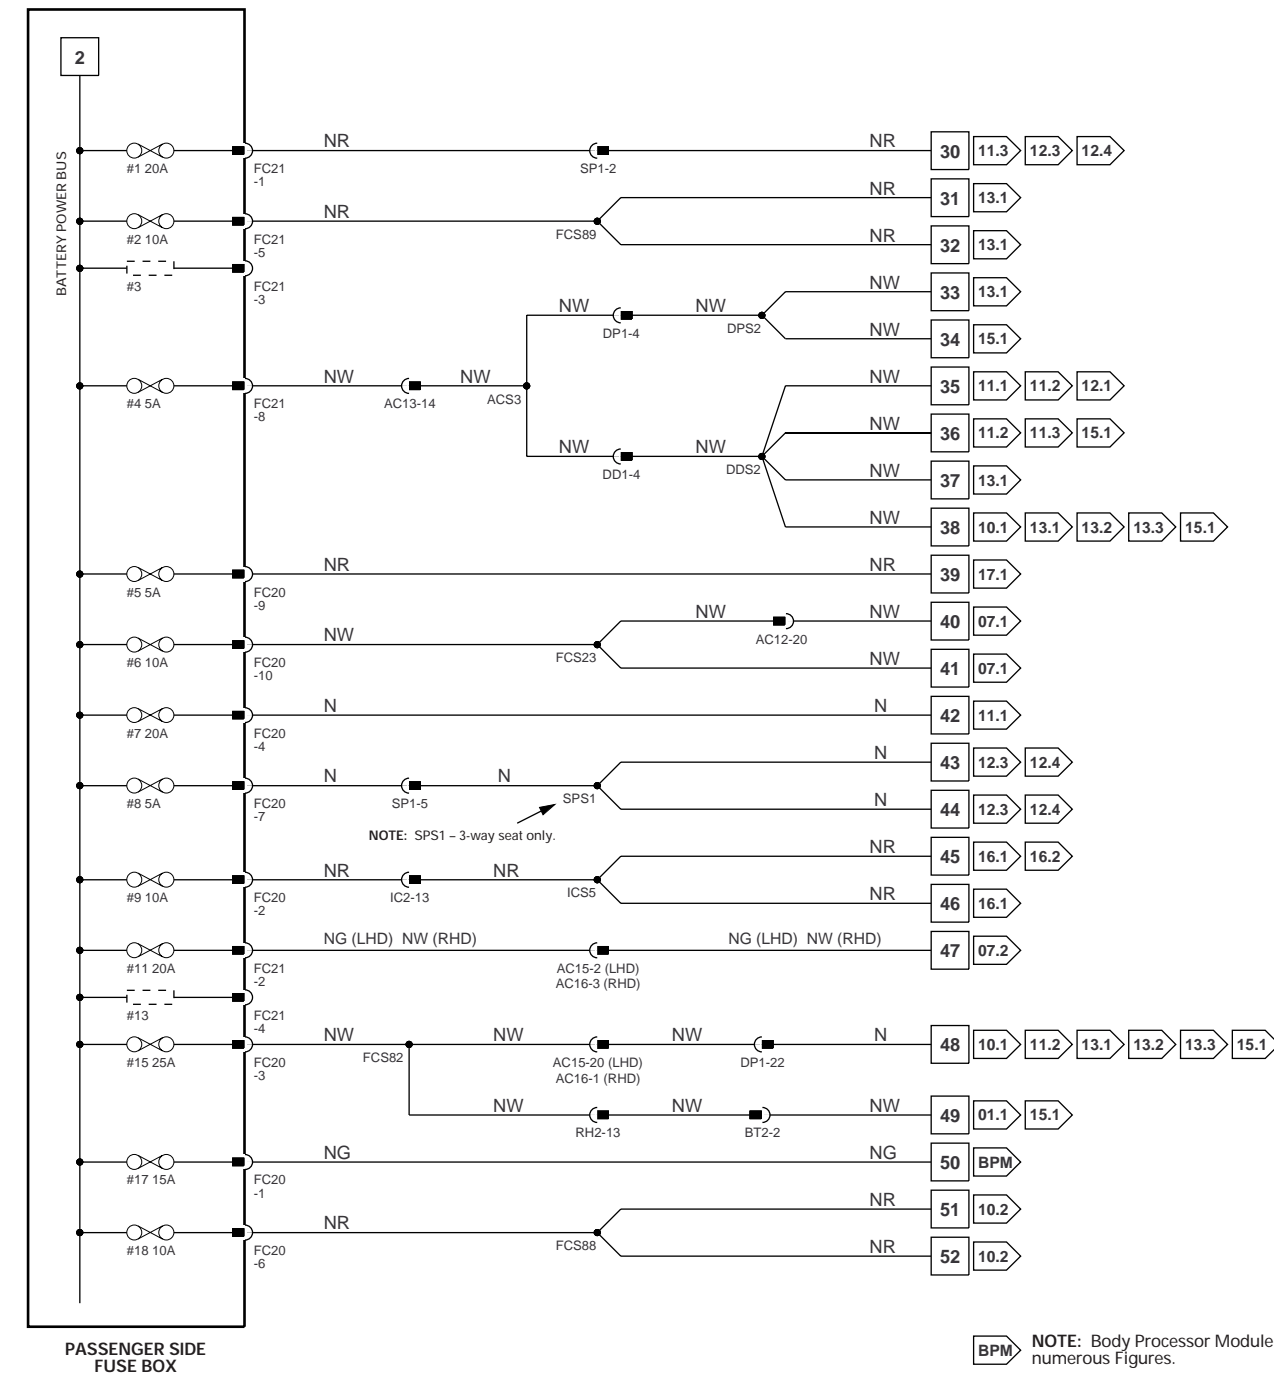 2
BATTERY POWER BUS
NR NR
#1 20A FC21 -1 SP1-2 30 11.3 12.3 12.4
NR 31 13.1
NR
#2 10A FC21 -5 FCS89
NR 32 13.1
#3 FC21 -3
NW 33 13.1
NW NW
DP1-4 DPS2
NW 34 15.1
NW NW
#4 5A FC21 -8 AC13-14 ACS3
NW 35 11.1 11.2 12.1
NW 36 11.2 11.3 15.1
NW NW
DD1-4 DDS2
NW 37 13.1
NW 38 10.1 13.1 13.2 13.3 15.1
NR NR
#5 5A FC20 -9 39 17.1
NW NW
AC12-20 40 07.1
NW
#6 10A FC20 -10 FCS23
NW 41 07.1
N N
#7 20A FC20 -4 42 11.1
N 43 12.3 12.4
N N
#8 5A FC20 -7 SP1-5 SPS1
N 44 12.3 12.4
NOTE: SPS1 – 3-way seat only.
NR 45 16.1 16.2
NR NR
#9 10A FC20 -2 IC2-13 ICS5
NR 46 16.1
NG (LHD) NW (RHD) NG (LHD) NW (RHD)
#11 20A FC21 -2 AC15-2 (LHD) 47 07.2
AC16-3 (RHD)
#13 FC21 -4
NW NW NW N
#15 25A FC20 -3 FCS82 AC15-20 (LHD) DP1-22 48 10.1 11.2 13.1 13.2 13.3 15.1
AC16-1 (RHD)
NW NW NW
RH2-13 BT2-2 49 01.1 15.1
NG NG
#17 15A FC20 -1 50 BPM
NR 51 10.2
NR
#18 10A FC20 -6 FCS88
NR 52 10.2
PASSENGER SIDE
FUSE BOX
BPM NOTE: Body Processor Module
numerous Figures.